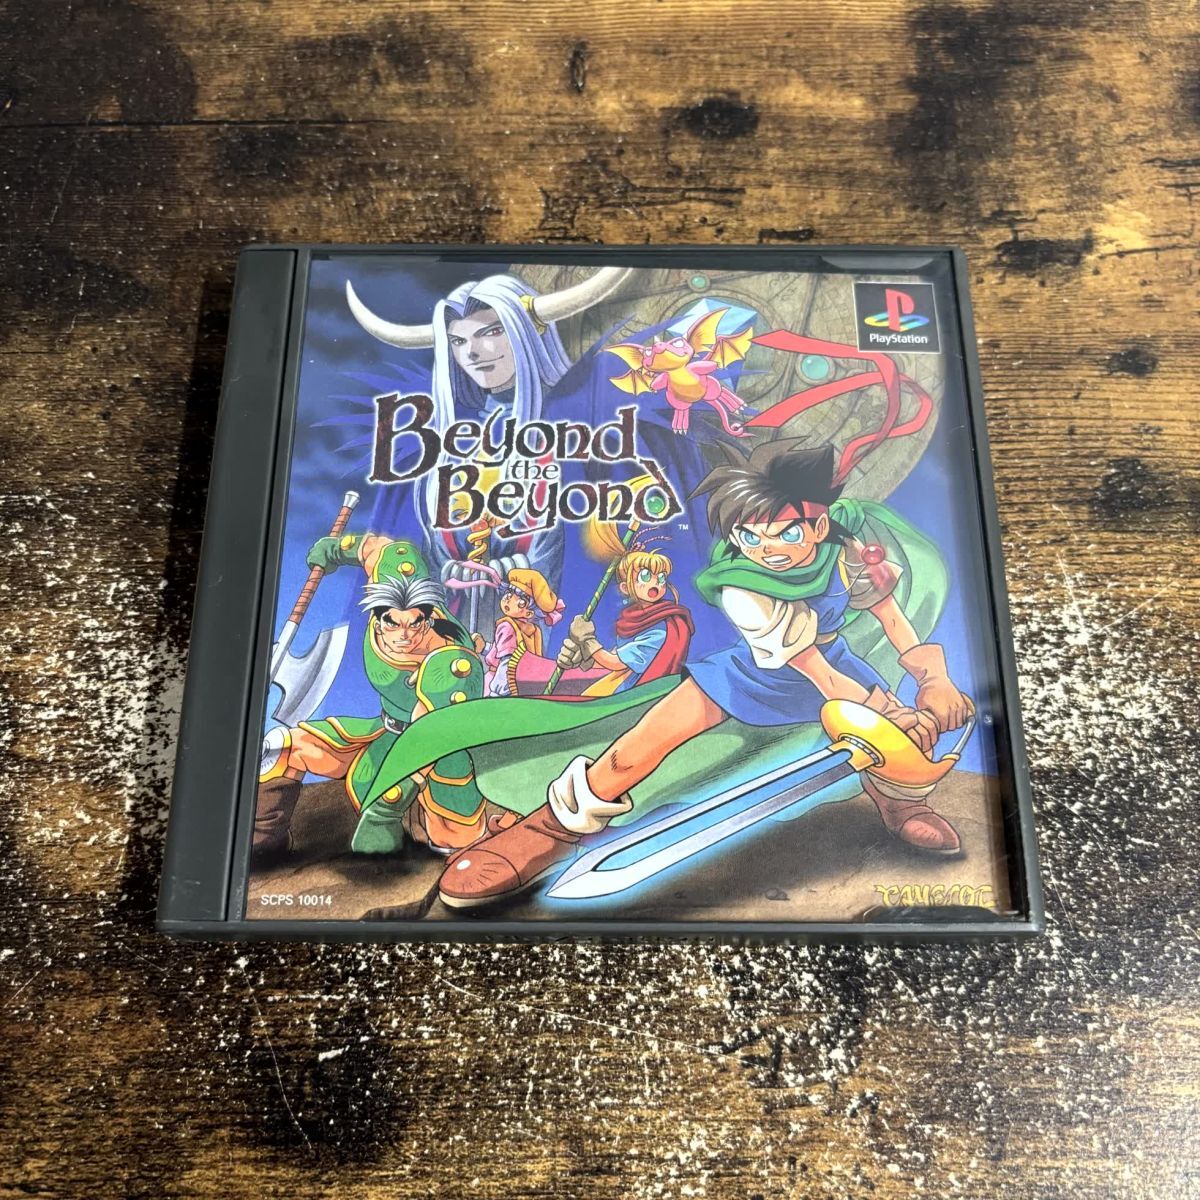 PlayStation
Beyond
the
Beyond
TM
SCPS 10014
CAMELOT